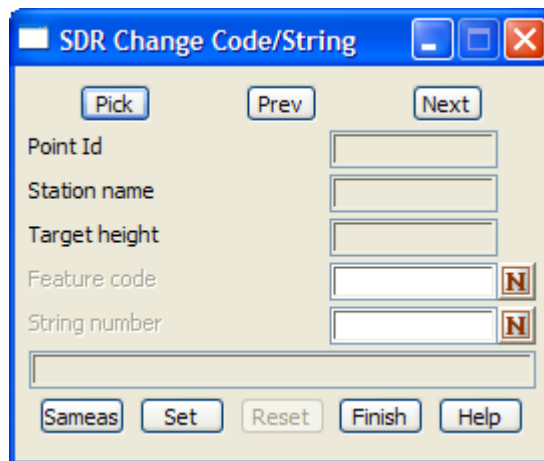 SDR Change Code/String
Pick Prev Next
Point Id
Station name
Target height
Feature code N
String number N
Sameas Set Reset Finish Help